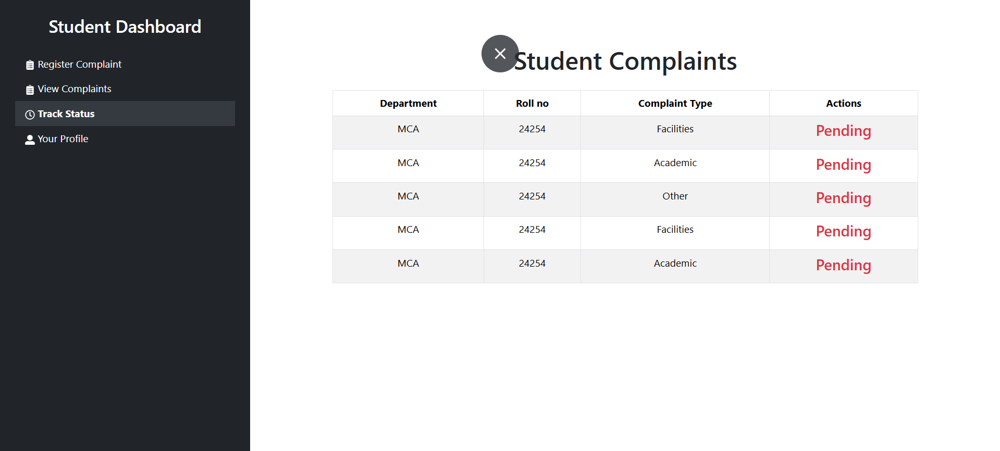 Student Dashboard
Register Complaint
View Complaints
Track Status
Your Profile
Student Complaints
Department Roll no Complaint Type Actions
MCA 24254 Facilities Pending
MCA 24254 Academic Pending
MCA 24254 Other Pending
MCA 24254 Facilities Pending
MCA 24254 Academic Pending